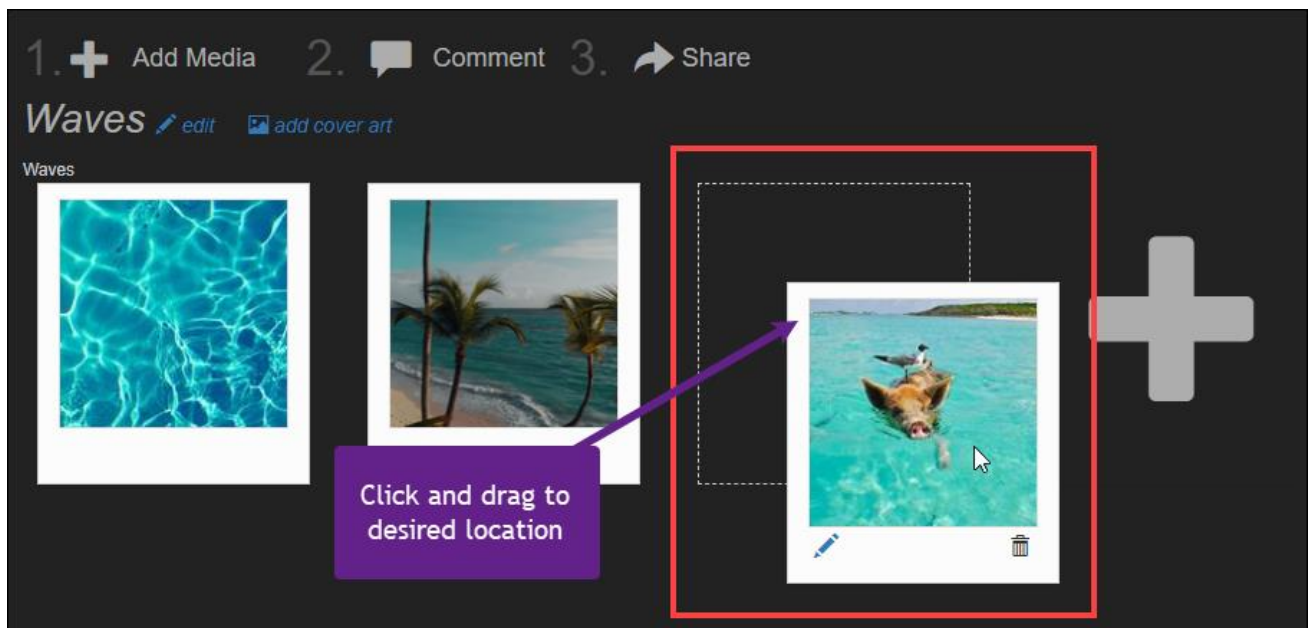 1. Add Media 2. Comment 3. Share
Waves edit add cover art
Waves
Click and drag to
desired location